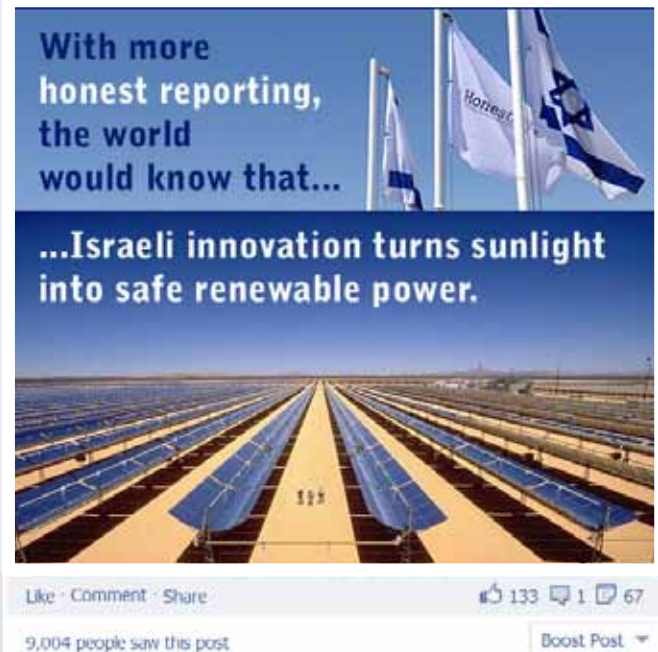 With more
honest reporting,
the world
would know that...
Honest
...Israeli innovation turns sunlight
into safe renewable power.
Like · Comment · Share
133 1 67
9,004 people saw this post
Boost Post